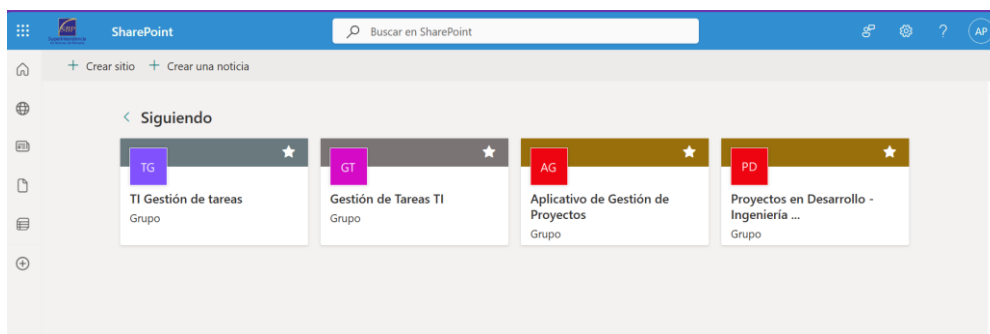 SBP
SharePoint
Buscar en SharePoint
?
AP
+ Crear sitio + Crear una noticia
< Siguiendo
TG
TI Gestión de tareas
Grupo
GT
Gestión de Tareas TI
Grupo
AG
Aplicativo de Gestión de
Proyectos
Grupo
PD
Proyectos en Desarrollo -
Ingeniería ...
Grupo